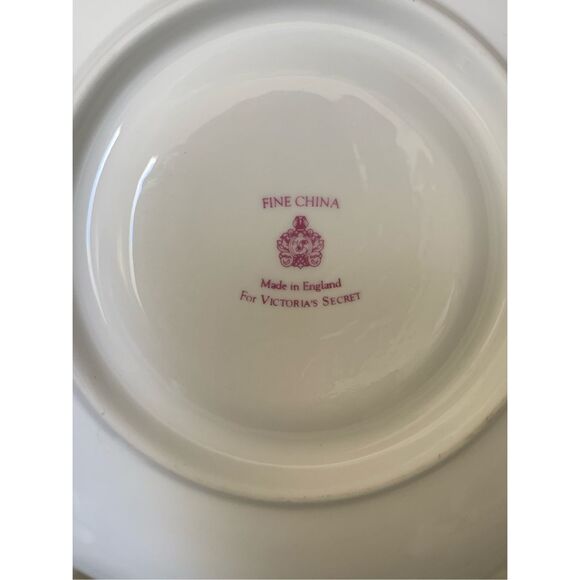 FINE CHINA
Made in England
For VICTORIA'S SECRET